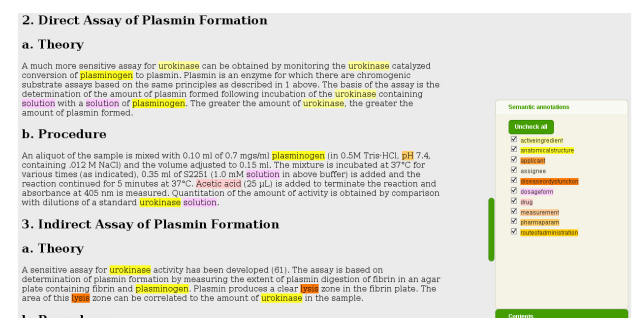 2. Direct Assay of Plasmin Formation
a. Theory
A much more sensitive assay for urokinase can be obtained by monitoring the urokinase catalyzed
conversion of plasminogen to plasmin. Plasmin is an enzyme for which there are chromogenic
substrate assays based on the same principles as described in 1 above. The basis of the assay is the
determination of the amount of plasmin formed following incubation of the urokinase containing
solution with a solution of plasminogen. The greater the amount of urokinase, the greater the
amount of plasmin formed.
b. Procedure
An aliquot of the sample is mixed with 0.10 ml of 0.7 mgs/ml plasminogen (in 0.5M Tris·HCl, pH 7.4,
containing .012 M NaCl) and the volume adjusted to 0.15 ml. The mixture is incubated at 37°C for
various times (as indicated), 0.35 ml of S2251 (1.0 mM solution in above buffer) is added and the
reaction continued for 5 minutes at 37°C. Acetic acid (25 μL) is added to terminate the reaction and
absorbance at 405 nm is measured. Quantitation of the amount of activity is obtained by comparison
with dilutions of a standard urokinase solution.
3. Indirect Assay of Plasmin Formation
a. Theory
A sensitive assay for urokinase activity has been developed (61). The assay is based on
determination of plasmin formation by measuring the extent of plasmin digestion of fibrin in an agar
plate containing fibrin and plasminogen. Plasmin produces a clear lysis zone in the fibrin plate. The
area of this lysis zone can be correlated to the amount of urokinase in the sample.
Semantic annotations
Uncheck all
activeingredient
anatomicalstructure
applicant
assignee
diseaseordysfunction
dosageform
drug
measurement
pharmaparam
routeofadministration
Contents